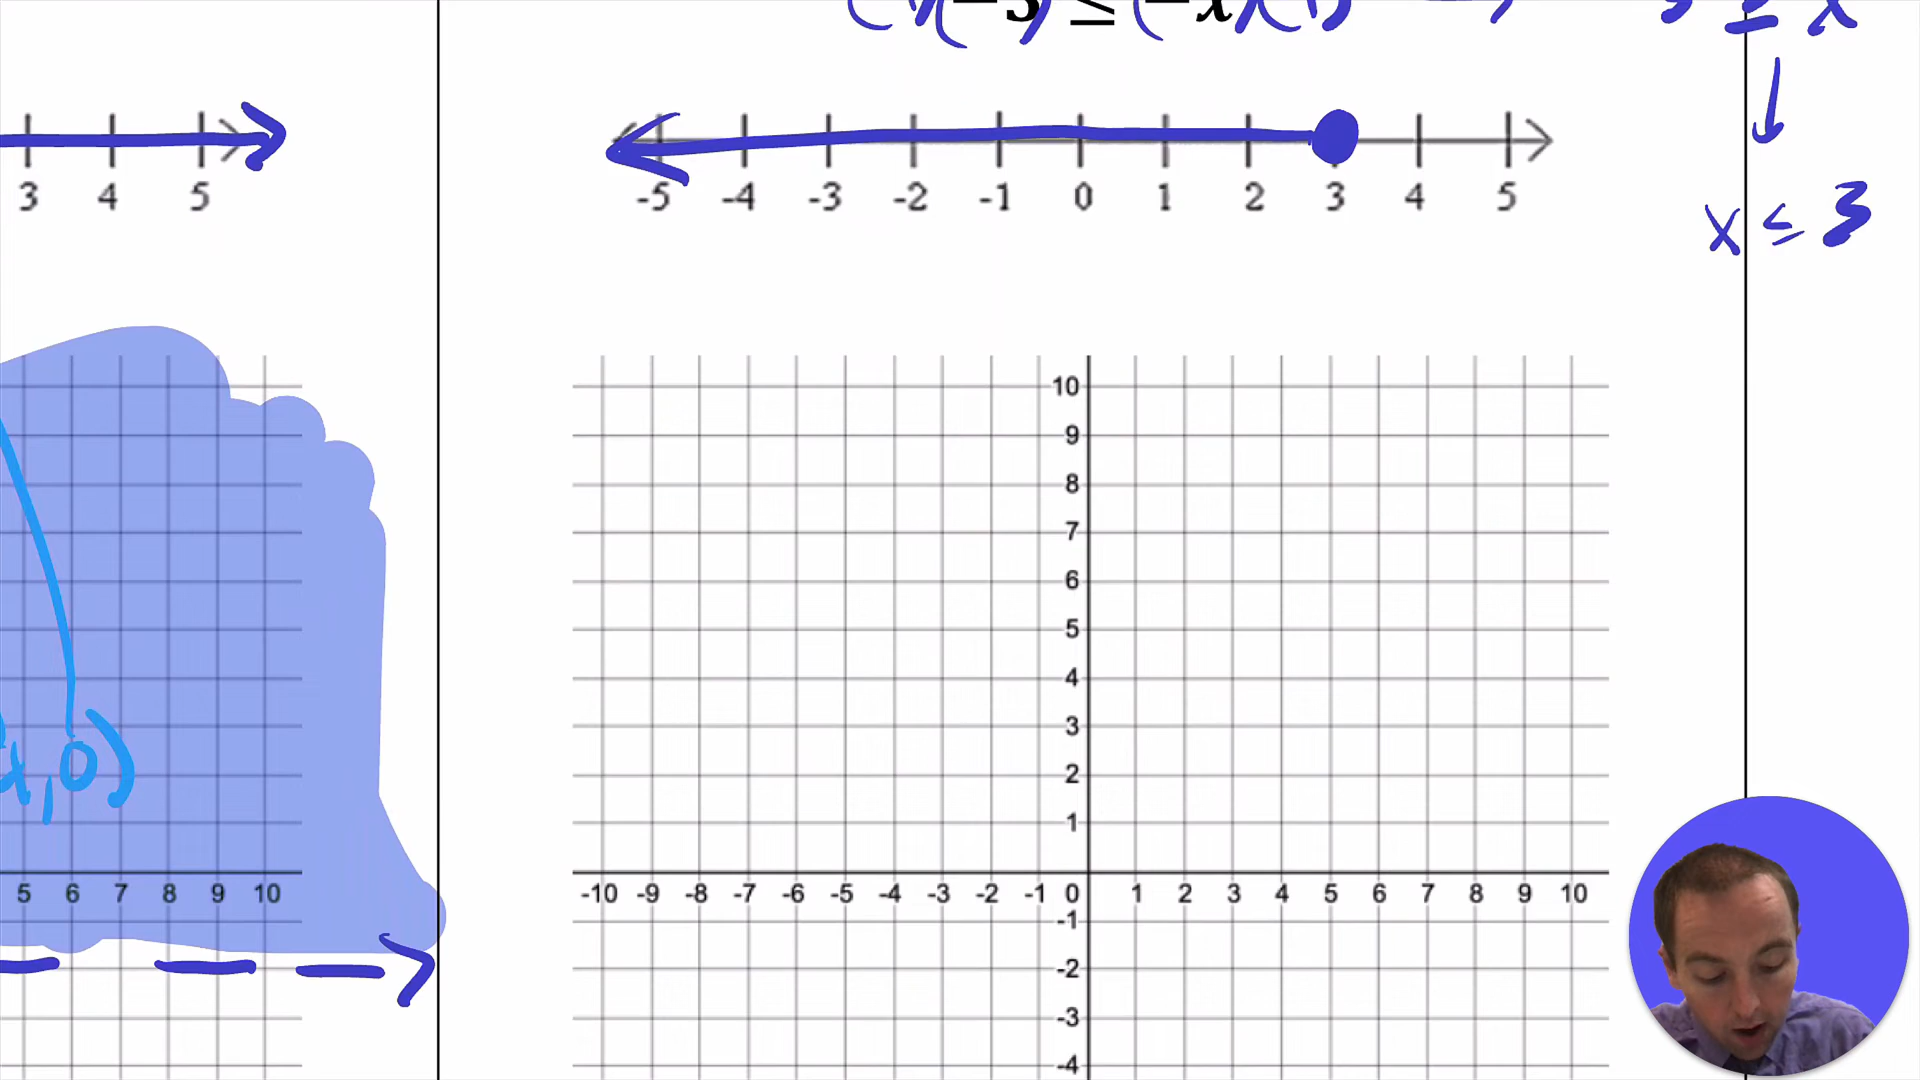 (-3) ≤ (-x)
3 4 5
-5 -4 -3 -2 -1 0 1 2 3 4 5
x ≤ 3
10
9
8
7
6
5
4
3
,0)
2
1
5 6 7 8 9 10
-10 -9 -8 -7 -6 -5 -4 -3 -2 -1 0 1 2 3 4 5 6 7 8 9 10
-1
-2
-3
-4